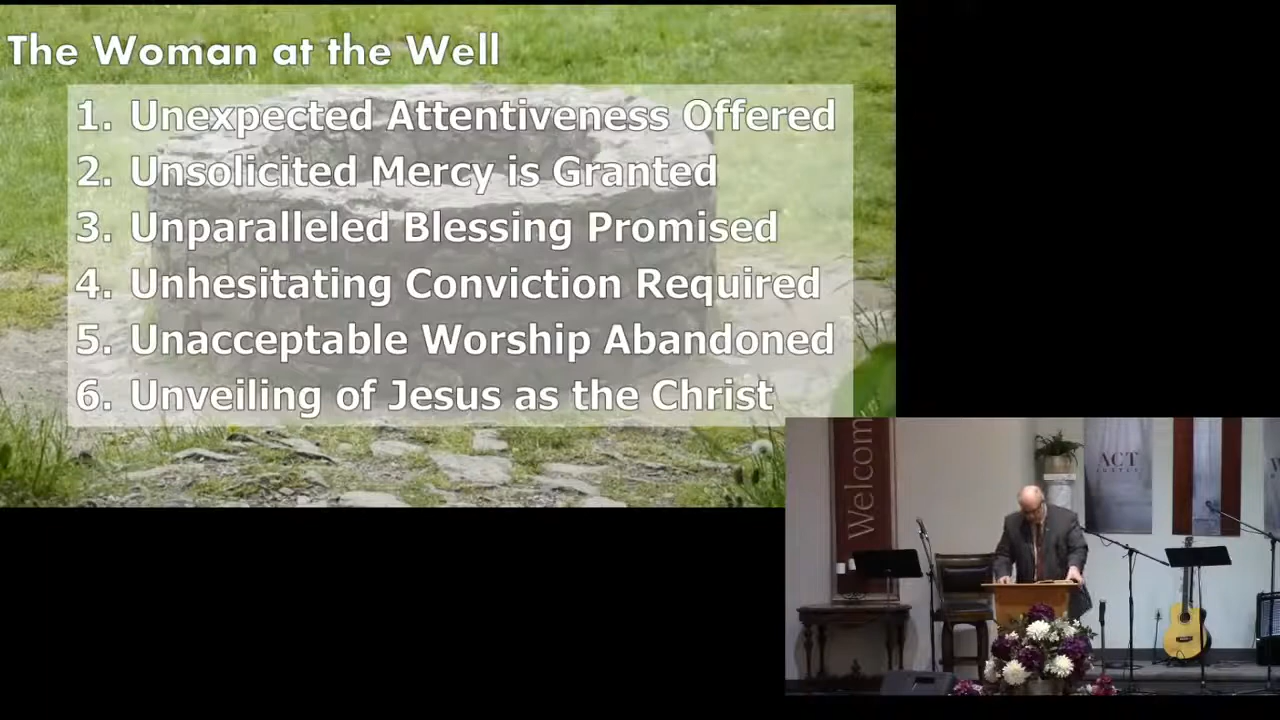 The Woman at the Well
1. Unexpected Attentiveness Offered
2. Unsolicited Mercy is Granted
3. Unparalleled Blessing Promised
4. Unhesitating Conviction Required
5. Unacceptable Worship Abandoned
6. Unveiling of Jesus as the Christ
Welcom
ACT